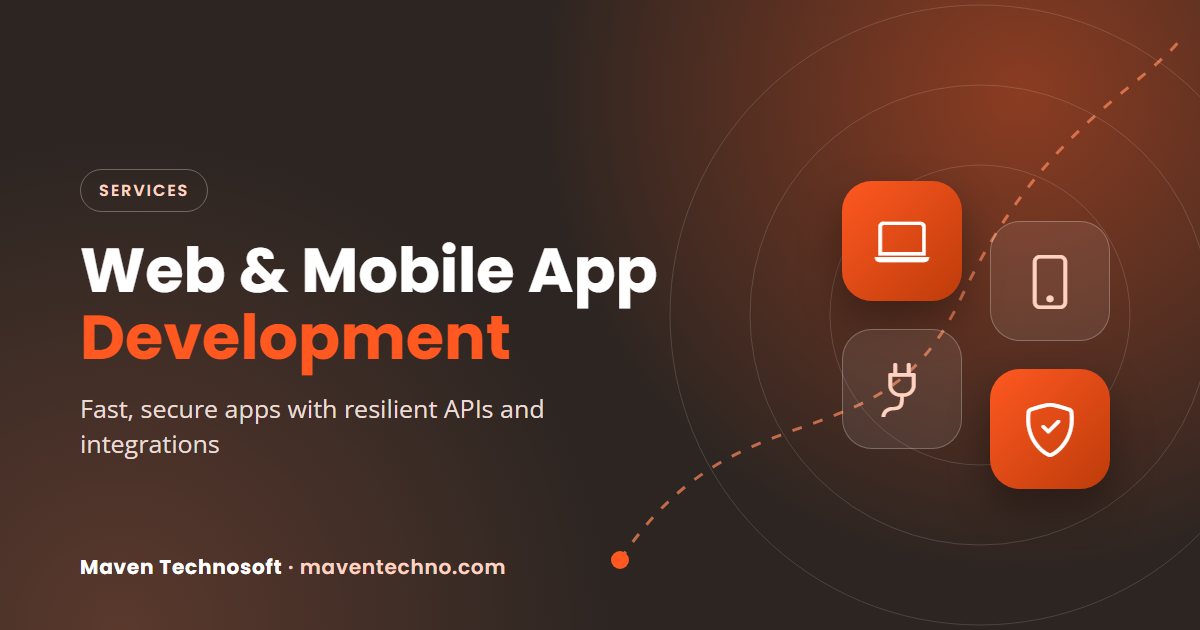 SERVICES
Web & Mobile App
Development
Fast, secure apps with resilient APIs and
integrations
Maven Technosoft · maventechno.com